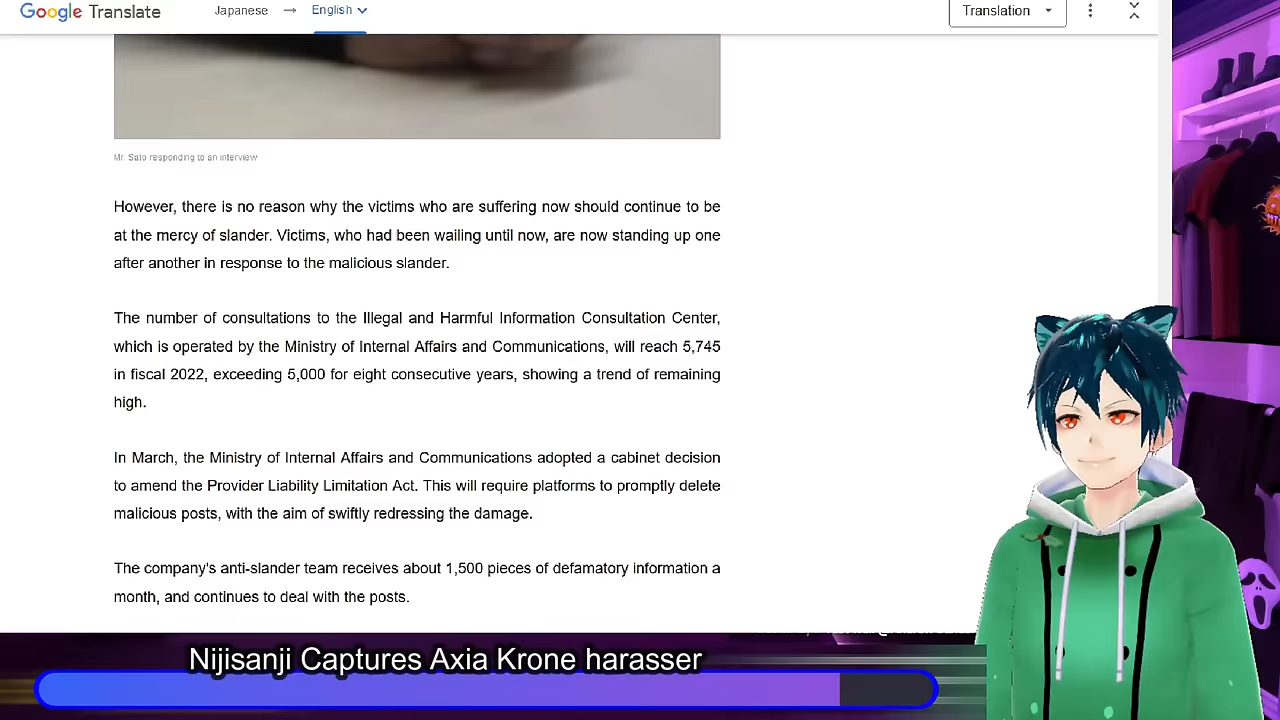 Google Translate
Japanese → English
Translation
Mr. Sato responding to an interview
However, there is no reason why the victims who are suffering now should continue to be
at the mercy of slander. Victims, who had been wailing until now, are now standing up one
after another in response to the malicious slander.
The number of consultations to the Illegal and Harmful Information Consultation Center,
which is operated by the Ministry of Internal Affairs and Communications, will reach 5,745
in fiscal 2022, exceeding 5,000 for eight consecutive years, showing a trend of remaining
high.
In March, the Ministry of Internal Affairs and Communications adopted a cabinet decision
to amend the Provider Liability Limitation Act. This will require platforms to promptly delete
malicious posts, with the aim of swiftly redressing the damage.
The company's anti-slander team receives about 1,500 pieces of defamatory information a
month, and continues to deal with the posts.
Nijisanji Captures Axia Krone harasser